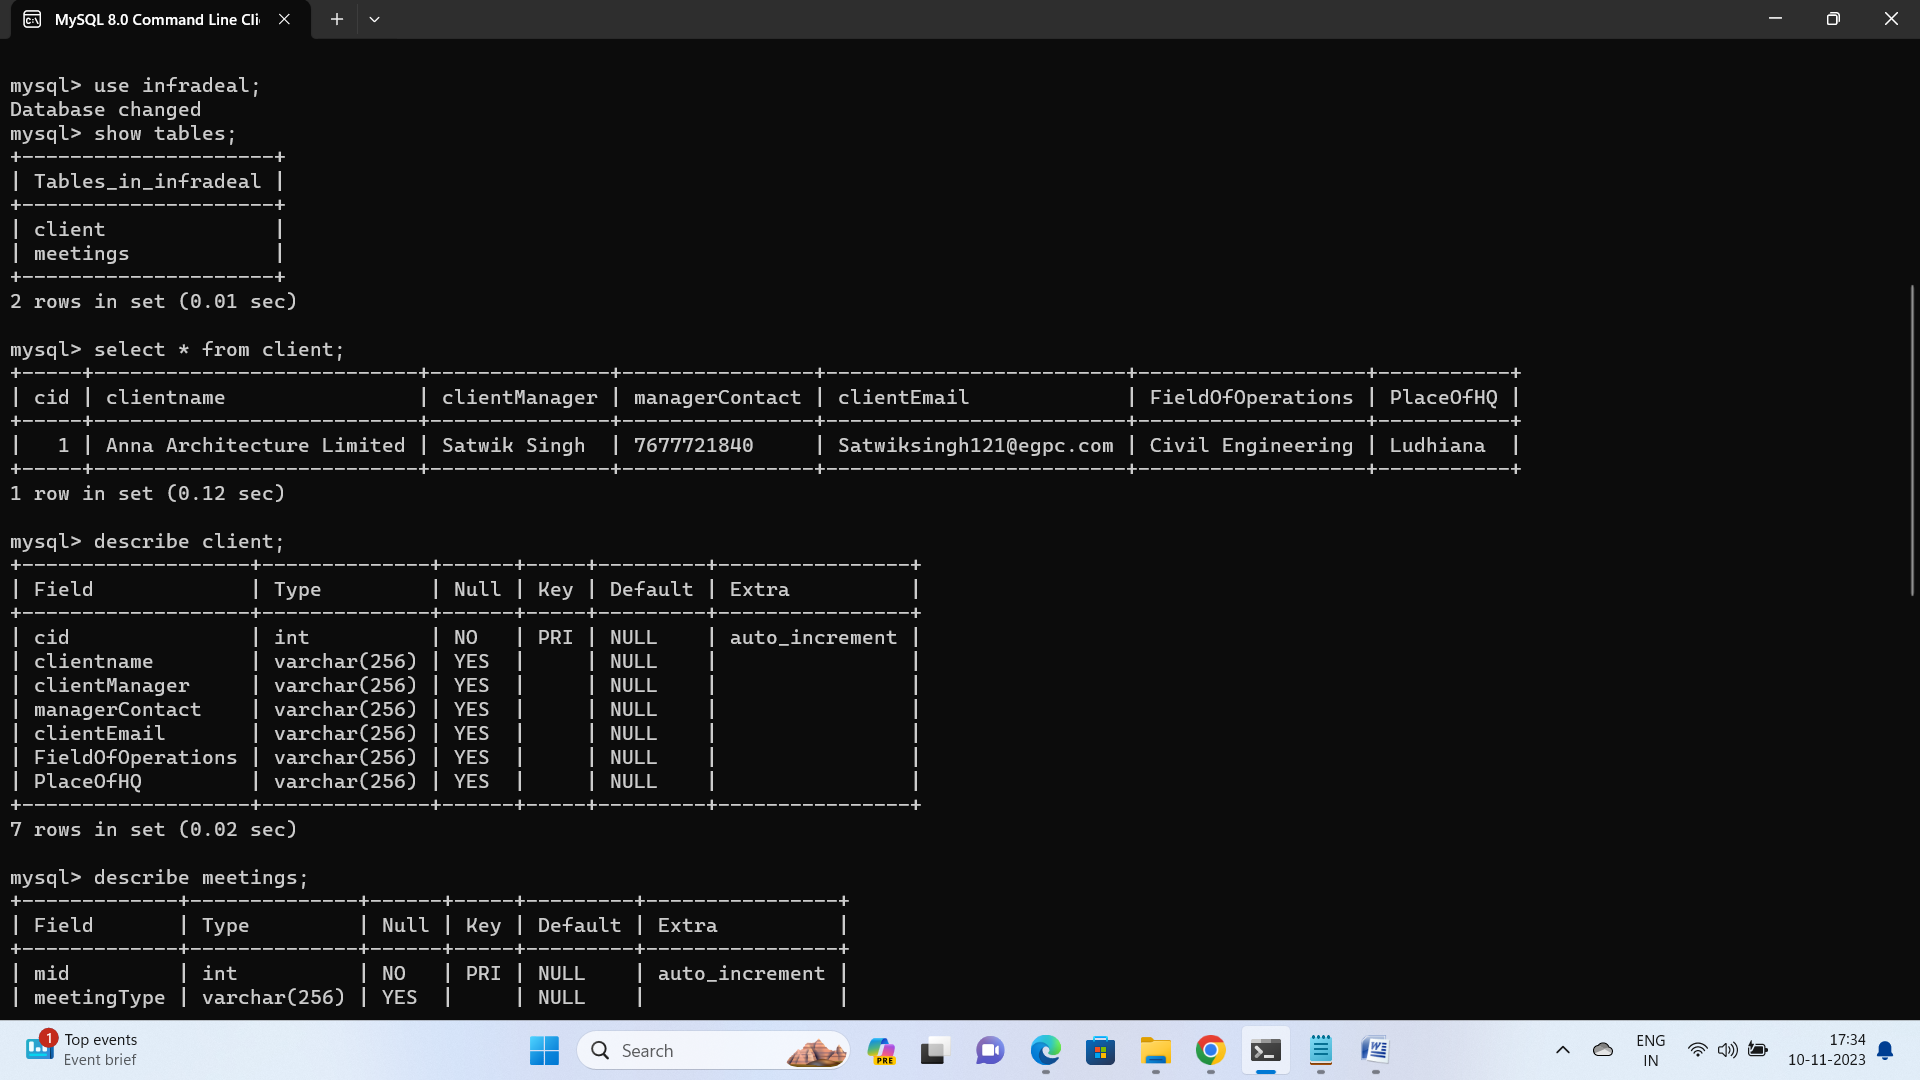 MySQL 8.0 Command Line Cli
mysql> use infradeal;
Database changed
mysql> show tables;
+---------------------+
| Tables_in_infradeal |
+---------------------+
| client              |
| meetings            |
+---------------------+
2 rows in set (0.01 sec)
mysql> select * from client;
+-----+---------------------------+---------------+----------------+-------------------------+-------------------+-----------+
| cid | clientname                | clientManager | managerContact | clientEmail             | FieldOfOperations | PlaceOfHQ |
+-----+---------------------------+---------------+----------------+-------------------------+-------------------+-----------+
|   1 | Anna Architecture Limited | Satwik Singh  | 7677721840     | Satwiksingh121@egpc.com | Civil Engineering | Ludhiana  |
+-----+---------------------------+---------------+----------------+-------------------------+-------------------+-----------+
1 row in set (0.12 sec)
mysql> describe client;
+-------------------+--------------+------+-----+---------+----------------+
| Field             | Type         | Null | Key | Default | Extra          |
+-------------------+--------------+------+-----+---------+----------------+
| cid               | int          | NO   | PRI | NULL    | auto_increment |
| clientname        | varchar(256) | YES  |     | NULL    |                |
| clientManager     | varchar(256) | YES  |     | NULL    |                |
| managerContact    | varchar(256) | YES  |     | NULL    |                |
| clientEmail       | varchar(256) | YES  |     | NULL    |                |
| FieldOfOperations | varchar(256) | YES  |     | NULL    |                |
| PlaceOfHQ         | varchar(256) | YES  |     | NULL    |                |
+-------------------+--------------+------+-----+---------+----------------+
7 rows in set (0.02 sec)
mysql> describe meetings;
+-------------+--------------+------+-----+---------+----------------+
| Field       | Type         | Null | Key | Default | Extra          |
+-------------+--------------+------+-----+---------+----------------+
| mid         | int          | NO   | PRI | NULL    | auto_increment |
| meetingType | varchar(256) | YES  |     | NULL    |                |
1
Top events
Event brief
Search
PRE
ENG
IN
17:34
10-11-2023